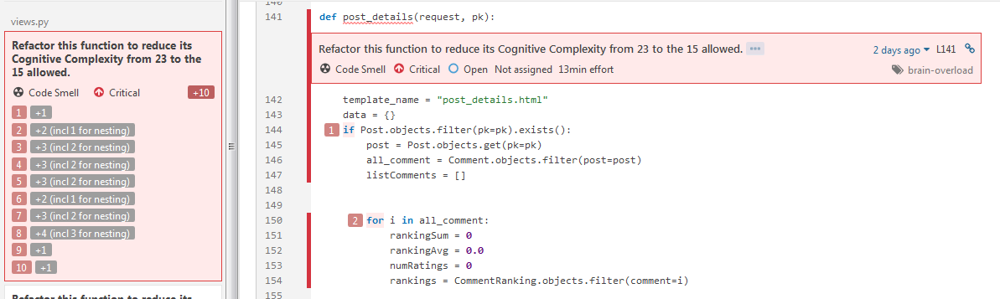 views.py
Refactor this function to reduce its
Cognitive Complexity from 23 to the
15 allowed.
Code Smell Critical +10
1 +1
2 +2 (incl 1 for nesting)
3 +3 (incl 2 for nesting)
4 +3 (incl 2 for nesting)
5 +3 (incl 2 for nesting)
6 +2 (incl 1 for nesting)
7 +3 (incl 2 for nesting)
8 +4 (incl 3 for nesting)
9 +1
10 +1
Refactor this function to reduce its
140
141 def post_details(request, pk):
Refactor this function to reduce its Cognitive Complexity from 23 to the 15 allowed. ••• 2 days ago L141
Code Smell Critical Open Not assigned 13min effort brain-overload
142 template_name = "post_details.html"
143 data = {}
144 1 if Post.objects.filter(pk=pk).exists():
145 post = Post.objects.get(pk=pk)
146 all_comment = Comment.objects.filter(post=post)
147 listComments = []
148
149
150 2 for i in all_comment:
151 rankingSum = 0
152 rankingAvg = 0.0
153 numRatings = 0
154 rankings = CommentRanking.objects.filter(comment=i)
155